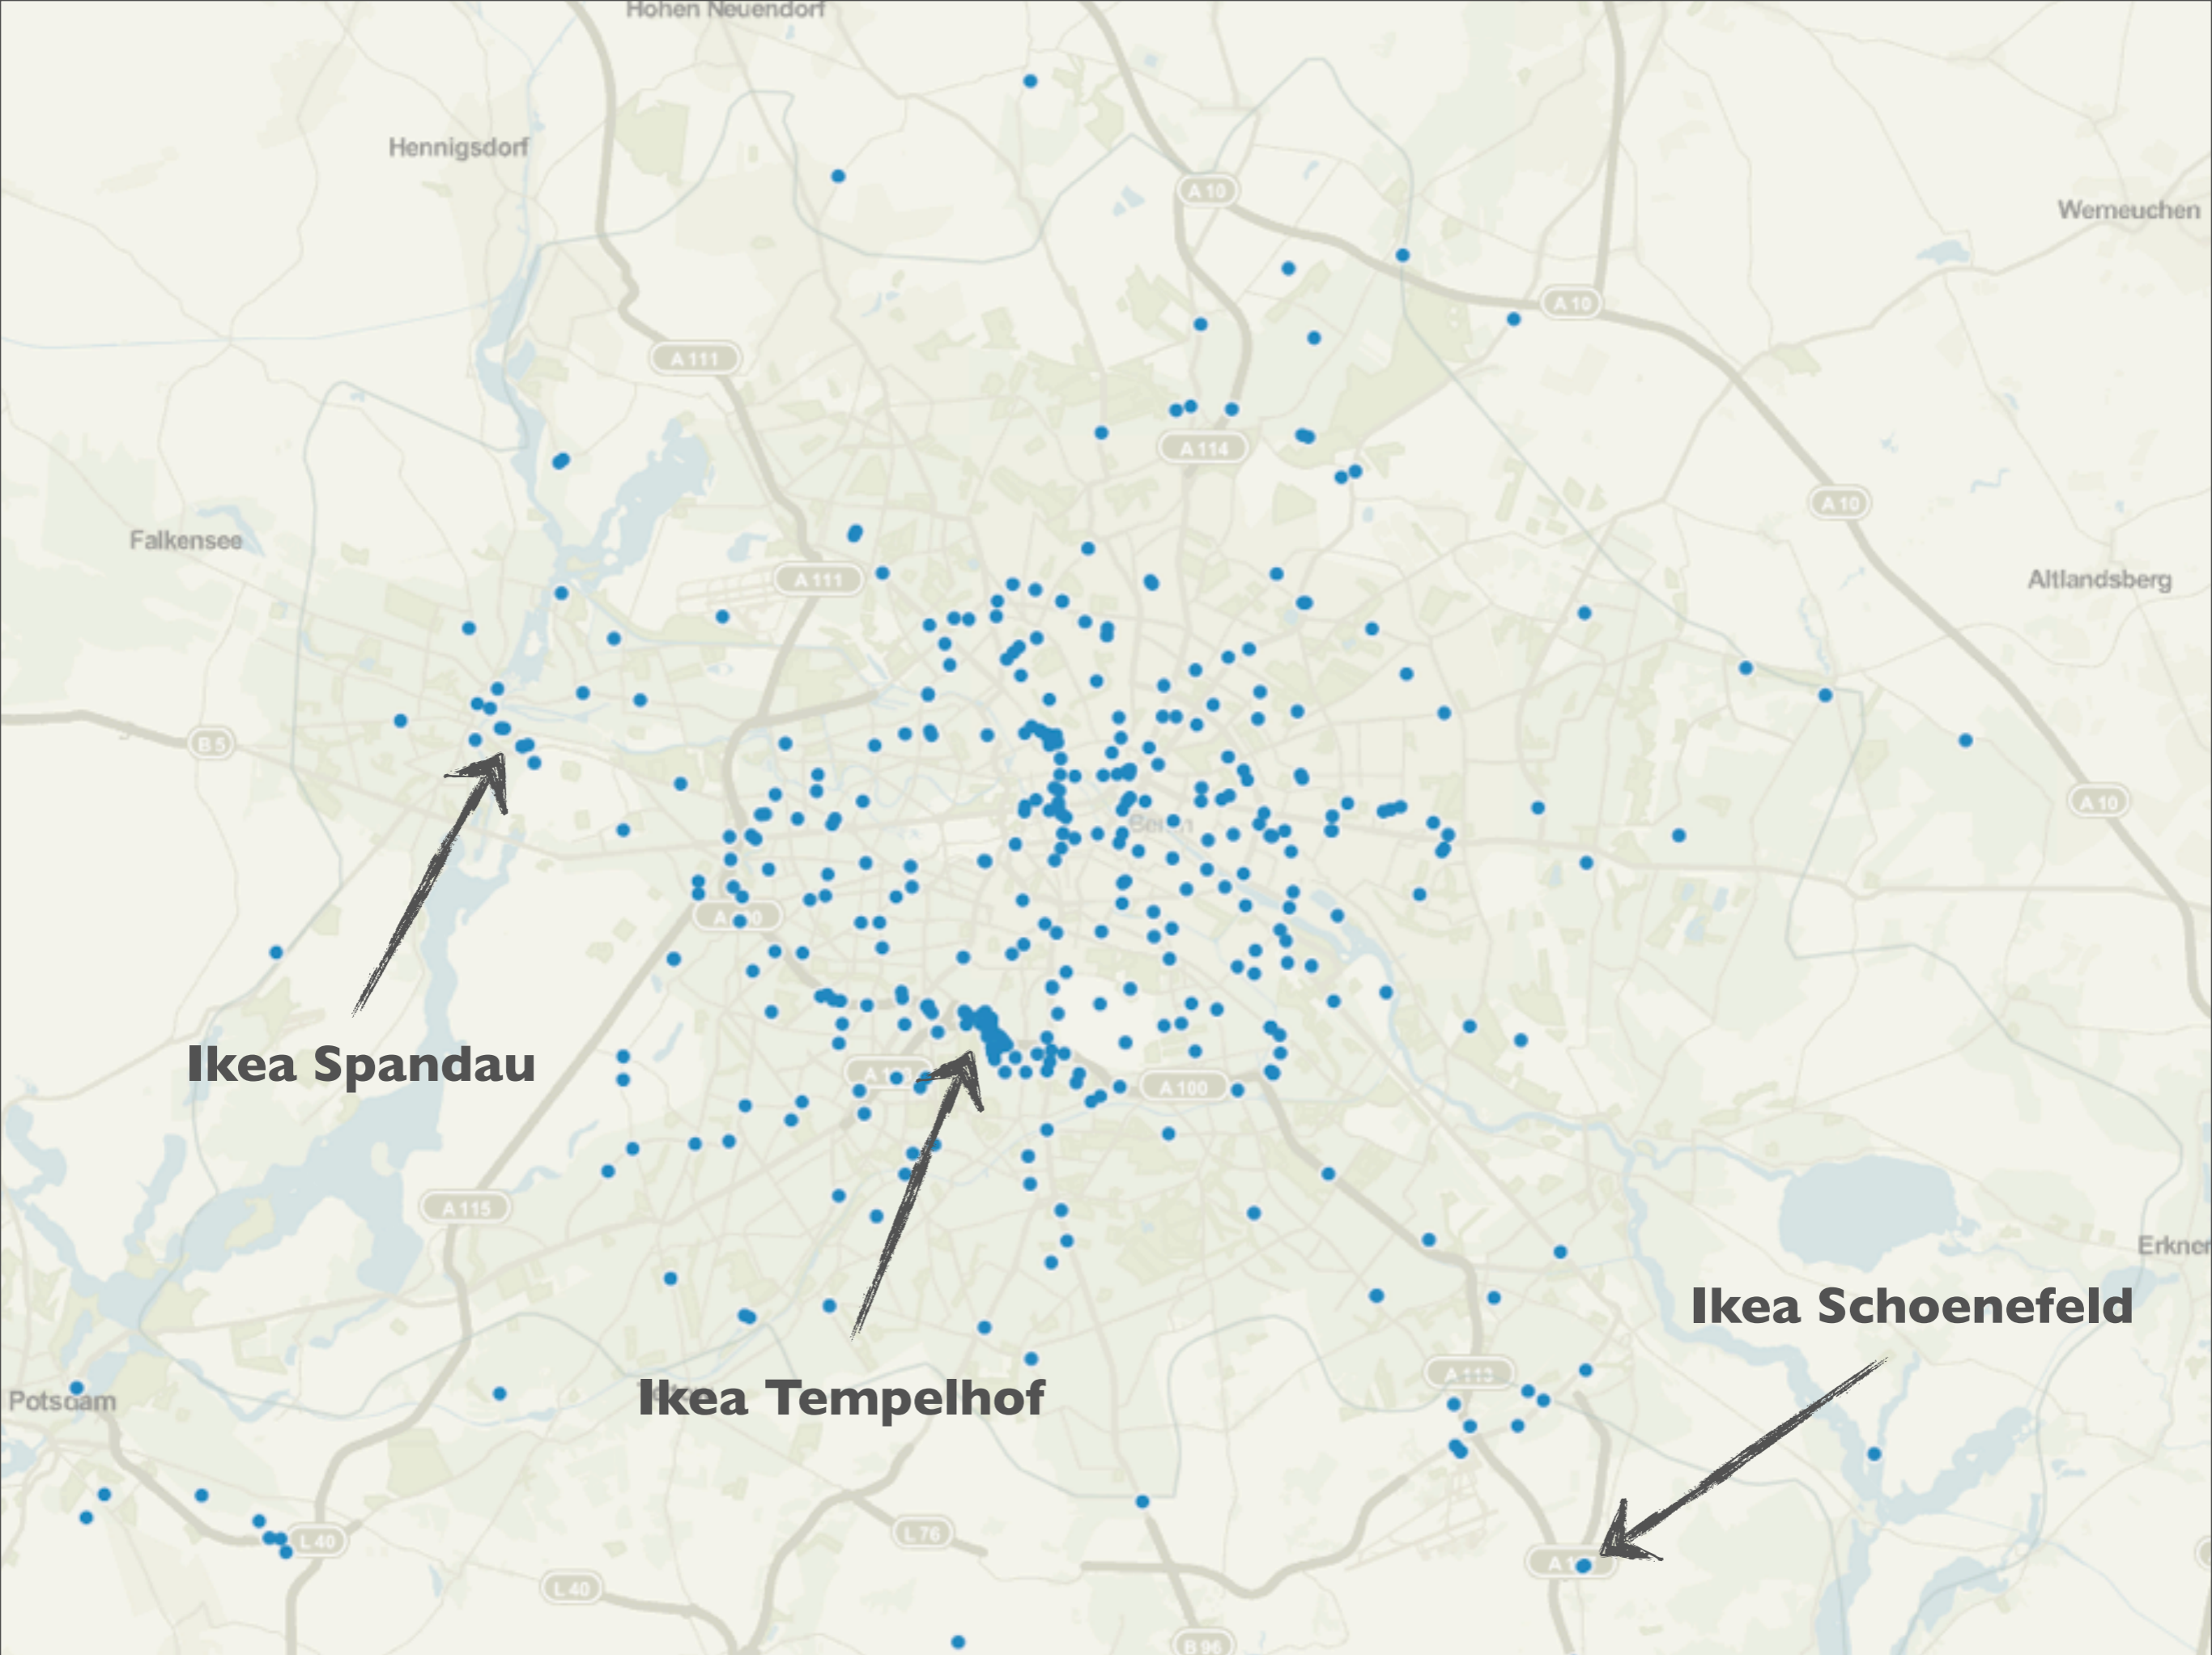 Hohen Neuendorf
Hennigsdorf
A 10
Werneuchen
A 10
A 111
A 114
A 10
Falkensee
A 111
Altlandsberg
B 5
A 10
Ikea Spandau
A 100
A 115
Erkner
Ikea Schoenefeld
A 113
Ikea Tempelhof
Potsdam
L 40
L 76
L 40
B 96